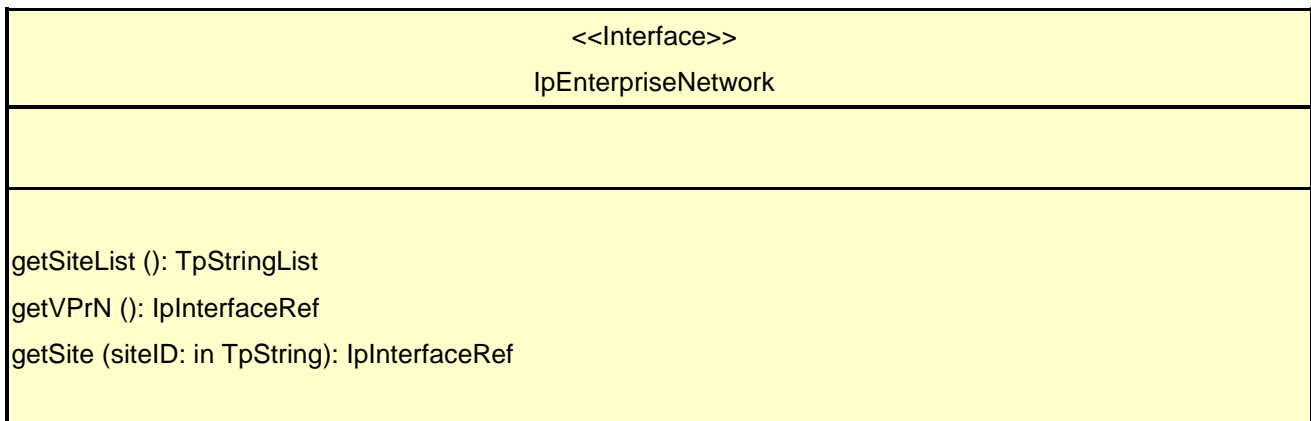 <<Interface>>
IpEnterpriseNetwork
getSiteList (): TpStringList
getVPrN (): IpInterfaceRef
getSite (siteID: in TpString): IpInterfaceRef